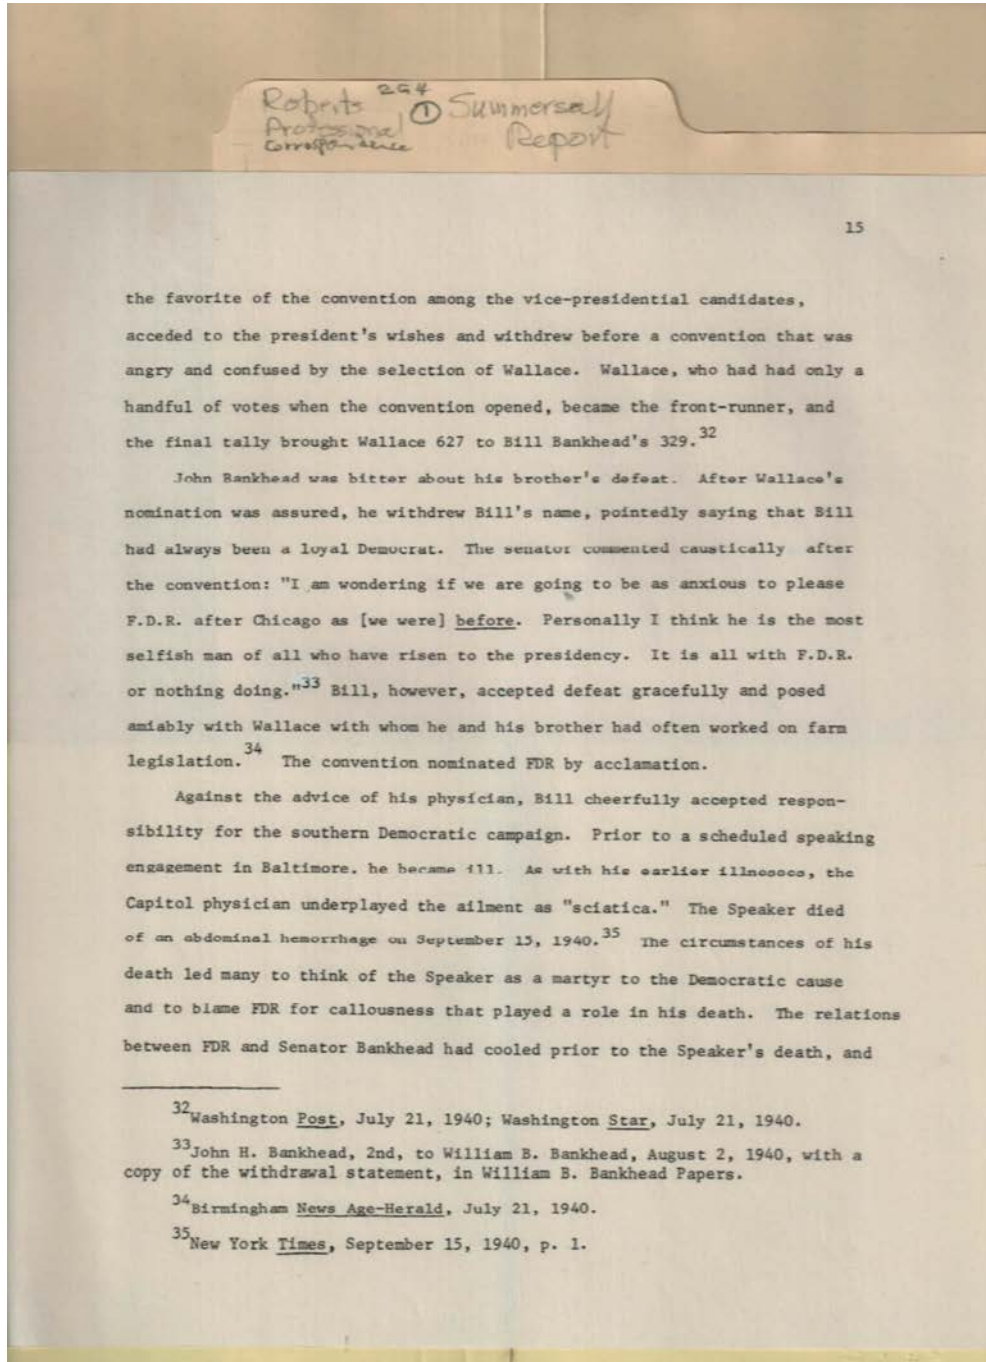 Roberts 2G4 ① Summersell
Professional Report
Correspondence
15
the favorite of the convention among the vice-presidential candidates,
acceded to the president's wishes and withdrew before a convention that was
angry and confused by the selection of Wallace. Wallace, who had had only a
handful of votes when the convention opened, became the front-runner, and
the final tally brought Wallace 627 to Bill Bankhead's 329.32
John Bankhead was bitter about his brother's defeat. After Wallace's
nomination was assured, he withdrew Bill's name, pointedly saying that Bill
had always been a loyal Democrat. The senator commented caustically after
the convention: "I am wondering if we are going to be as anxious to please
F.D.R. after Chicago as [we were] before. Personally I think he is the most
selfish man of all who have risen to the presidency. It is all with F.D.R.
or nothing doing."33 Bill, however, accepted defeat gracefully and posed
amiably with Wallace with whom he and his brother had often worked on farm
legislation.34 The convention nominated FDR by acclamation.
Against the advice of his physician, Bill cheerfully accepted respon-
sibility for the southern Democratic campaign. Prior to a scheduled speaking
engagement in Baltimore, he became ill. As with his earlier illnesses, the
Capitol physician underplayed the ailment as "sciatica." The Speaker died
of an abdominal hemorrhage on September 15, 1940.35 The circumstances of his
death led many to think of the Speaker as a martyr to the Democratic cause
and to blame FDR for callousness that played a role in his death. The relations
between FDR and Senator Bankhead had cooled prior to the Speaker's death, and
32Washington Post, July 21, 1940; Washington Star, July 21, 1940.
33John H. Bankhead, 2nd, to William B. Bankhead, August 2, 1940, with a
copy of the withdrawal statement, in William B. Bankhead Papers.
34Birmingham News Age-Herald, July 21, 1940.
35New York Times, September 15, 1940, p. 1.